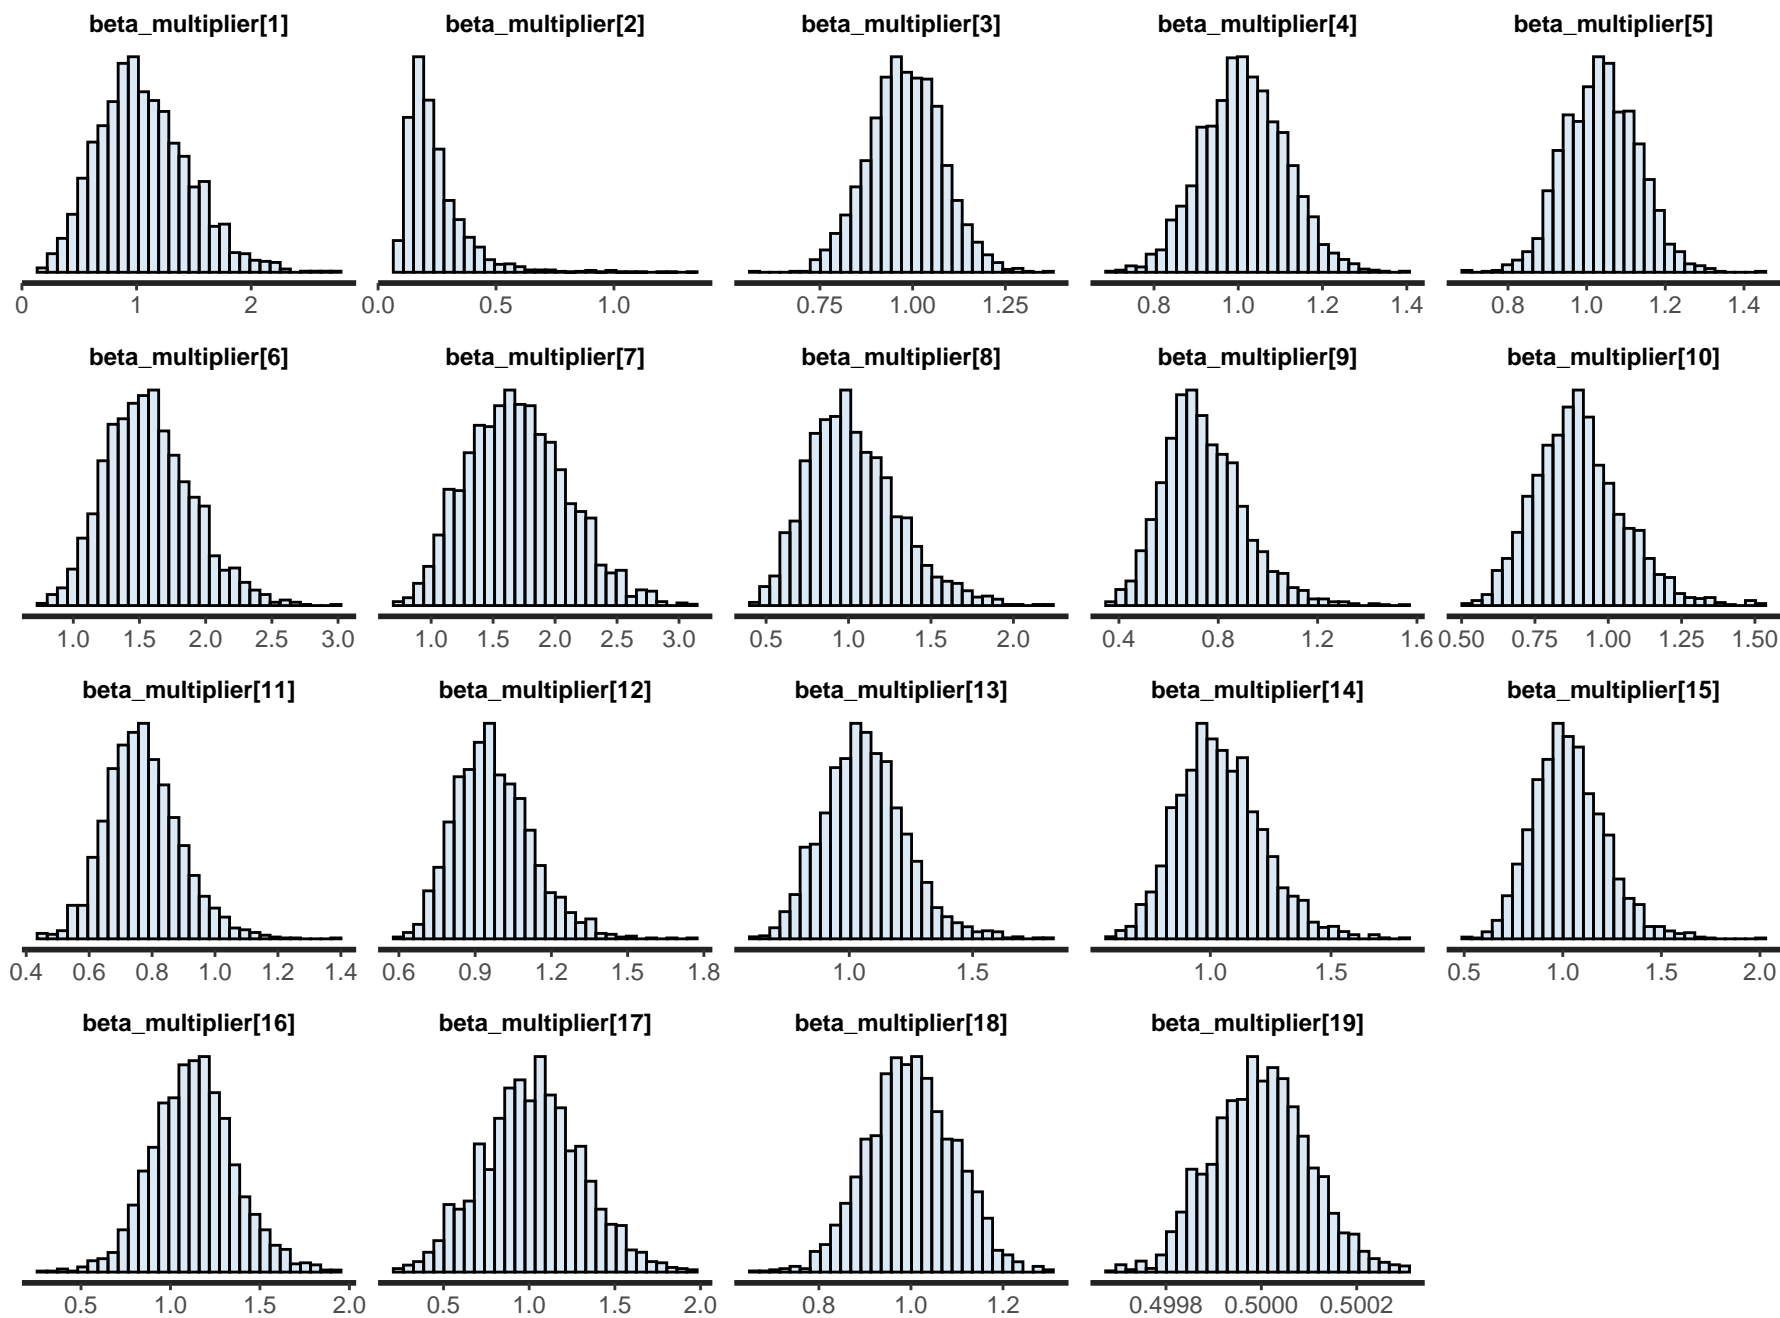 beta_multiplier[1] beta_multiplier[2] beta_multiplier[3] beta_multiplier[4] beta_multiplier[5]
0 1 2 0.0 0.5 1.0 0.75 1.00 1.25 0.8 1.0 1.2 1.4 0.8 1.0 1.2 1.4
beta_multiplier[6] beta_multiplier[7] beta_multiplier[8] beta_multiplier[9] beta_multiplier[10]
1.0 1.5 2.0 2.5 3.0 1.0 1.5 2.0 2.5 3.0 0.5 1.0 1.5 2.0 0.4 0.8 1.2 1.6 0.50 0.75 1.00 1.25 1.50
beta_multiplier[11] beta_multiplier[12] beta_multiplier[13] beta_multiplier[14] beta_multiplier[15]
0.4 0.6 0.8 1.0 1.2 1.4 0.6 0.9 1.2 1.5 1.8 1.0 1.5 1.0 1.5 0.5 1.0 1.5 2.0
beta_multiplier[16] beta_multiplier[17] beta_multiplier[18] beta_multiplier[19]
0.5 1.0 1.5 2.0 0.5 1.0 1.5 2.0 0.8 1.0 1.2 0.4998 0.5000 0.5002